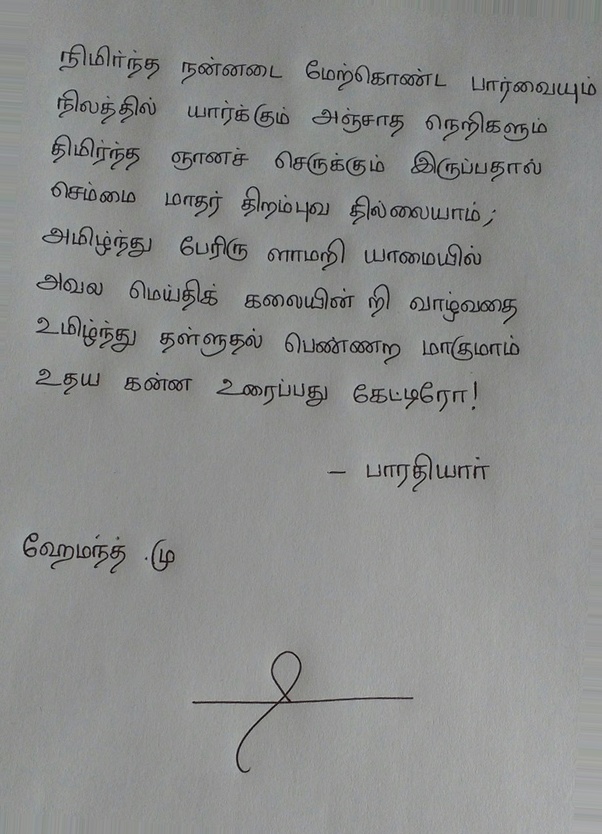 நிமிர்ந்த நன்னடை மேற்கொண்ட பார்வையும்
நிலத்தில் யார்க்கும் அஞ்சாத நெறிகளும்
திமிர்ந்த ஞானச் செருக்கும் இருப்பதால்
செம்மை மாதர் திறம்புவ தில்லையாம்;
அமிழ்ந்து பேரிரு ளாமறி யாமையில்
அவல மெய்திக் கலையின் றி வாழ்வதை
உமிழ்ந்து தள்ளுதல் பெண்ணற மாகுமாம்
உதய கன்ன உரைப்பது கேட்டிரோ!
– பாரதியார்
ஹேமந்த் .மு